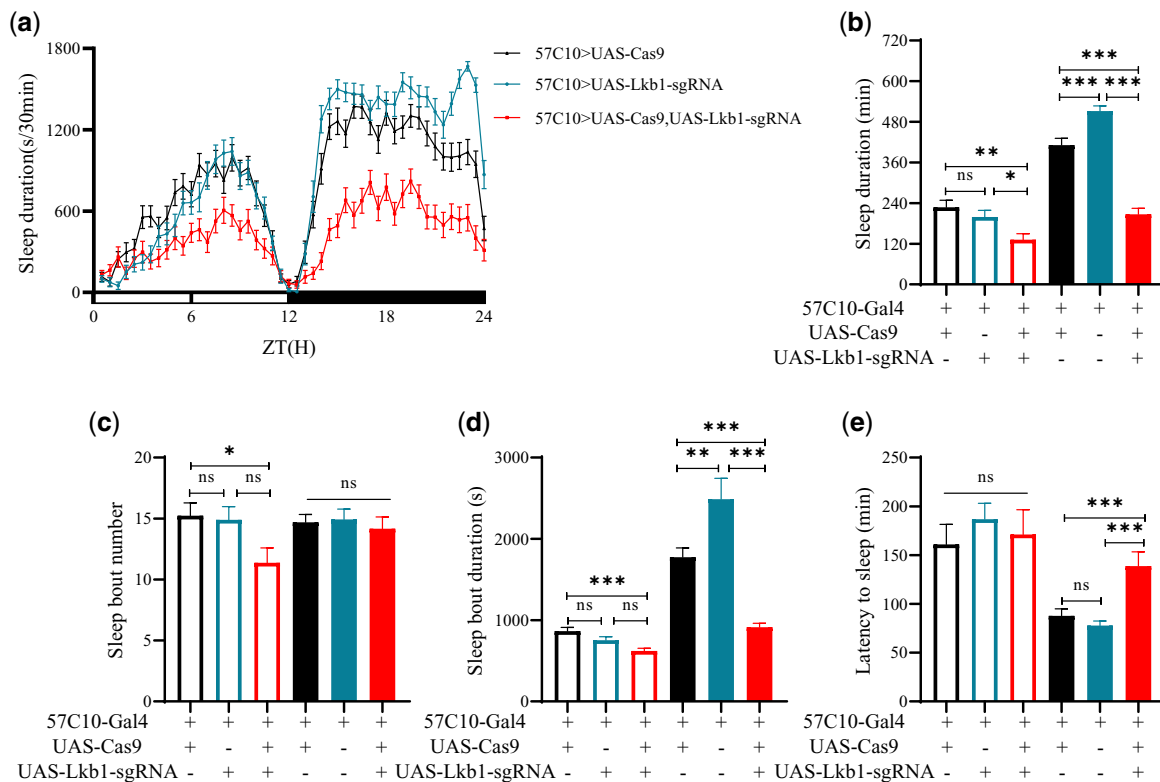 (a)
1800
1200
600
0
Sleep duration(s/30min)
0 6 12 18 24
ZT(H)
57C10>UAS-Cas9
57C10>UAS-Lkb1-sgRNA
57C10>UAS-Cas9,UAS-Lkb1-sgRNA
(b)
720
600
480
360
240
120
0
Sleep duration (min)
***
*** ***
**
ns *
57C10-Gal4 + + + + + +
UAS-Cas9 + - + + - +
UAS-Lkb1-sgRNA - + + - - +
(c)
20
15
10
5
0
Sleep bout number
*
ns ns
ns
57C10-Gal4 + + + + + +
UAS-Cas9 + - + + - +
UAS-Lkb1-sgRNA - + + - - +
(d)
3000
2000
1000
0
Sleep bout duration (s)
***
** ***
***
ns ns
57C10-Gal4 + + + + + +
UAS-Cas9 + - + + - +
UAS-Lkb1-sgRNA - + + - - +
(e)
250
200
150
100
50
0
Latency to sleep (min)
ns
***
***
ns
57C10-Gal4 + + + + + +
UAS-Cas9 + - + + - +
UAS-Lkb1-sgRNA - + + - - +